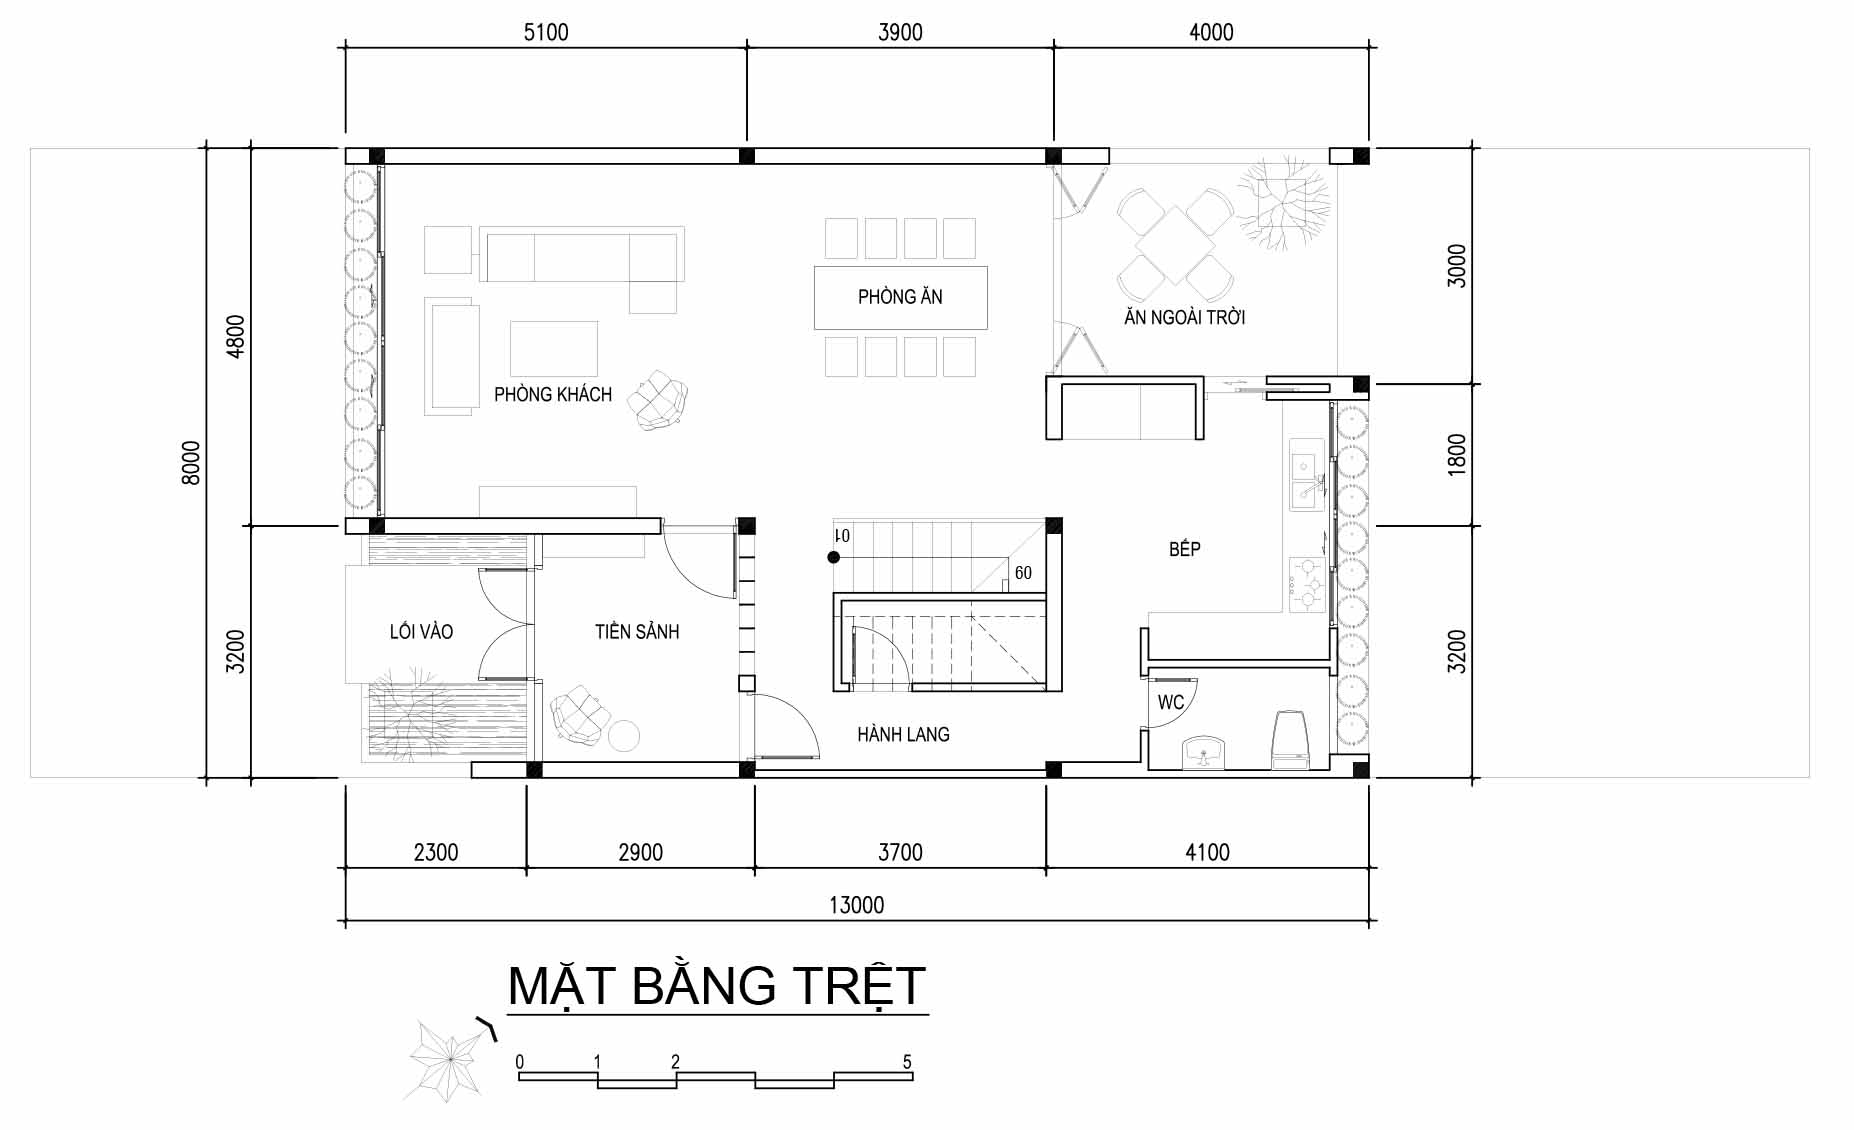 5100
3900
4000
3000
4800
PHÒNG ĂN
ĂN NGOÀI TRỜI
PHÒNG KHÁCH
8000
1800
01
BẾP
09
LỐI VÀO
TIỀN SẢNH
3200
3200
WC
HÀNH LANG
2300
2900
3700
4100
13000
MẶT BẰNG TRỆT
0 1 2 5